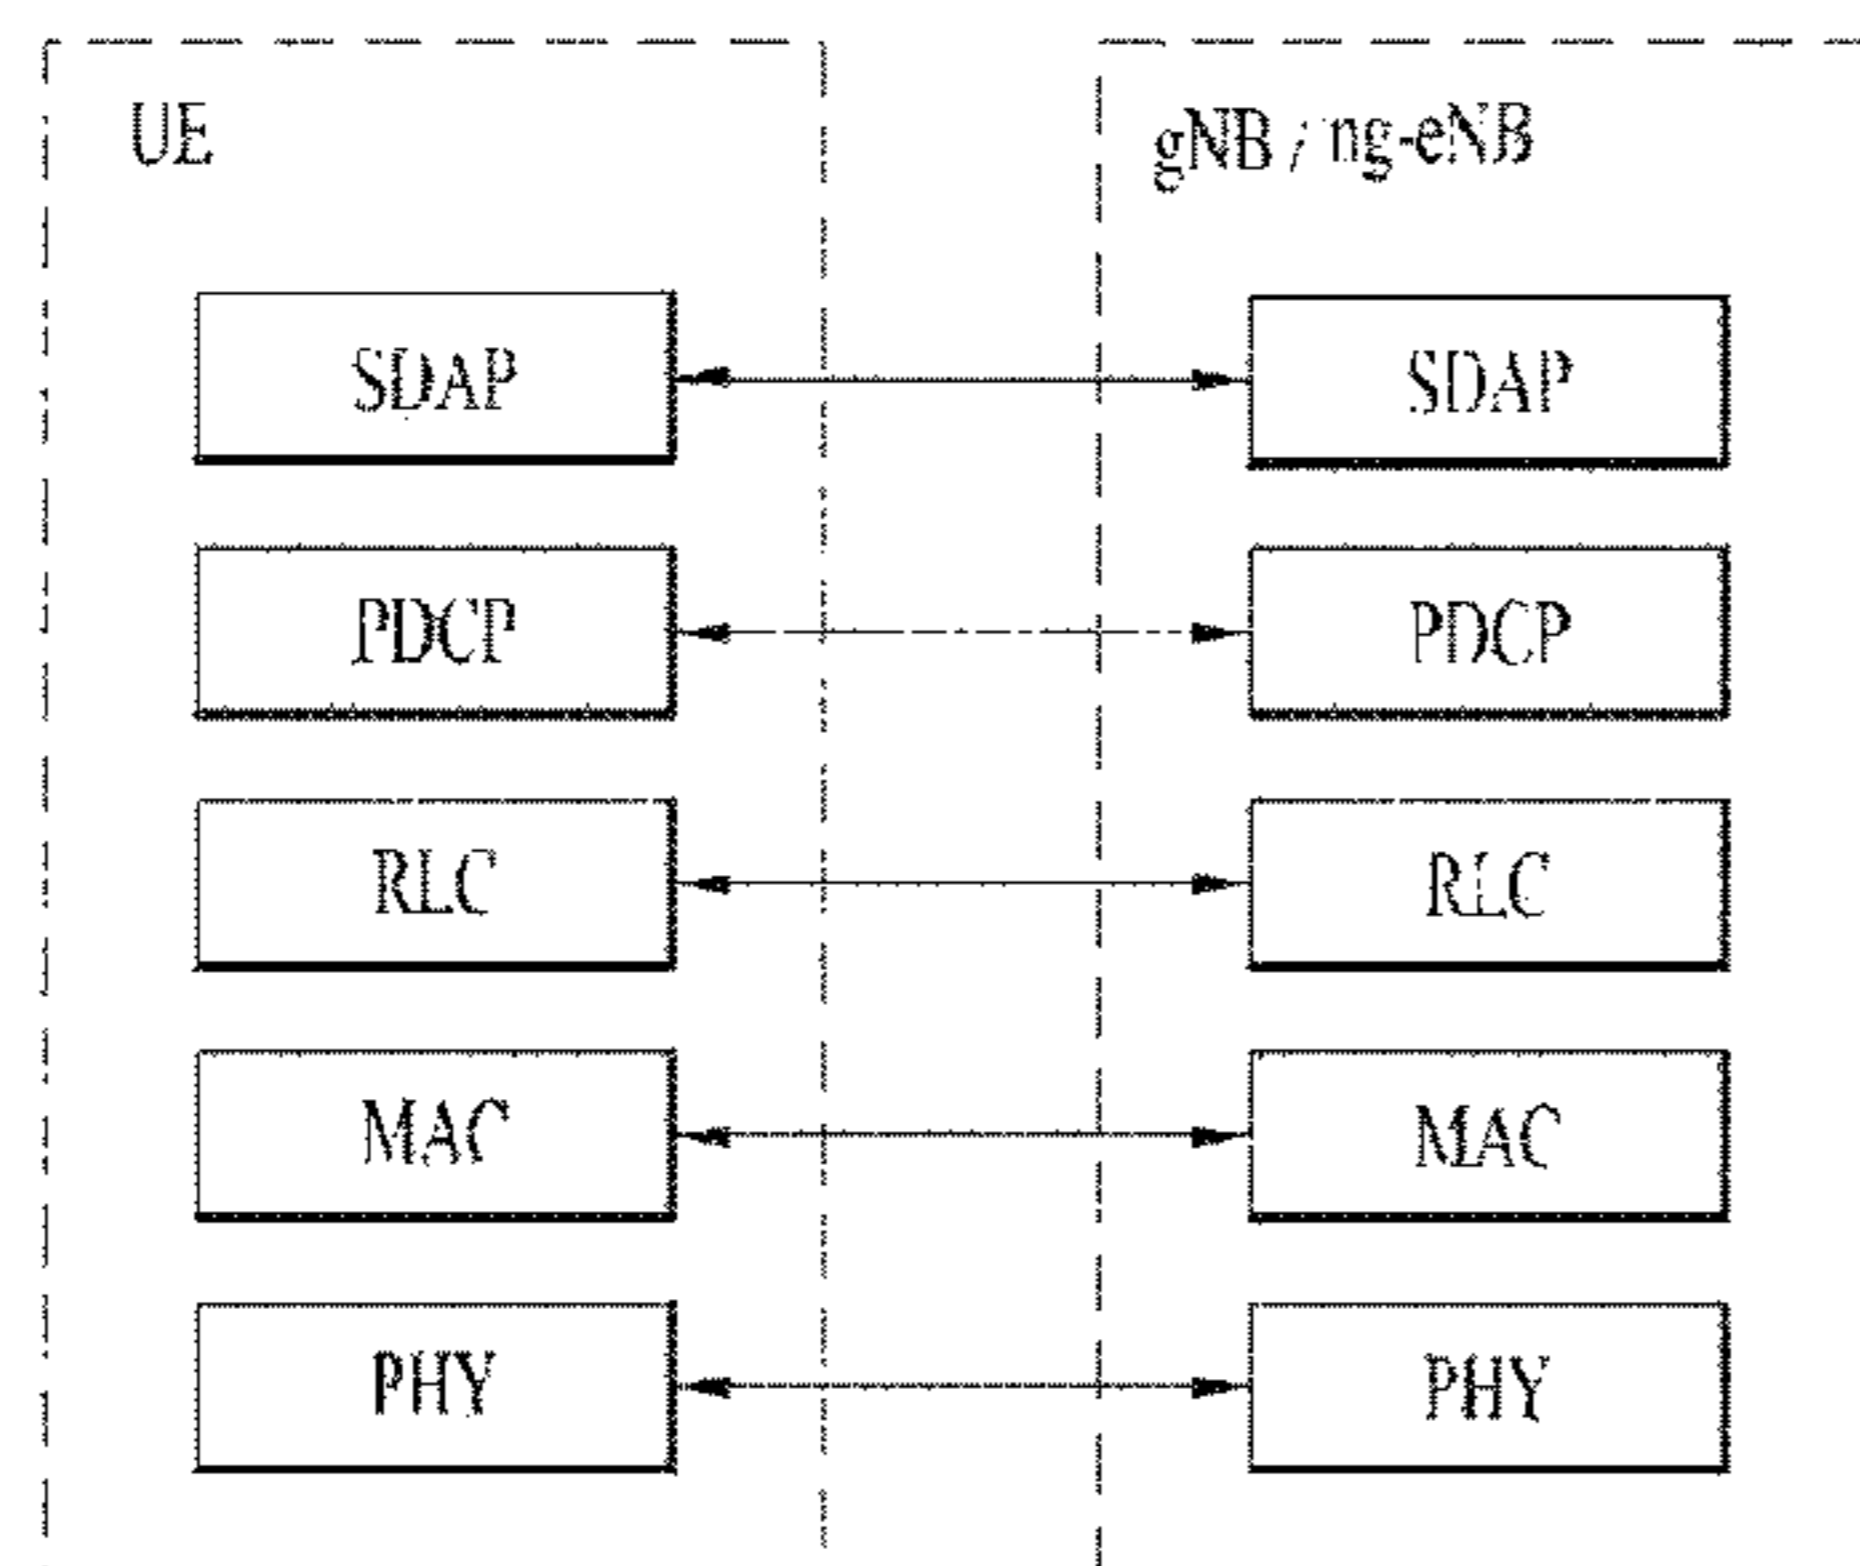 UE
gNB / ng-eNB
SDAP
SDAP
PDCP
PDCP
RLC
RLC
MAC
MAC
PHY
PHY